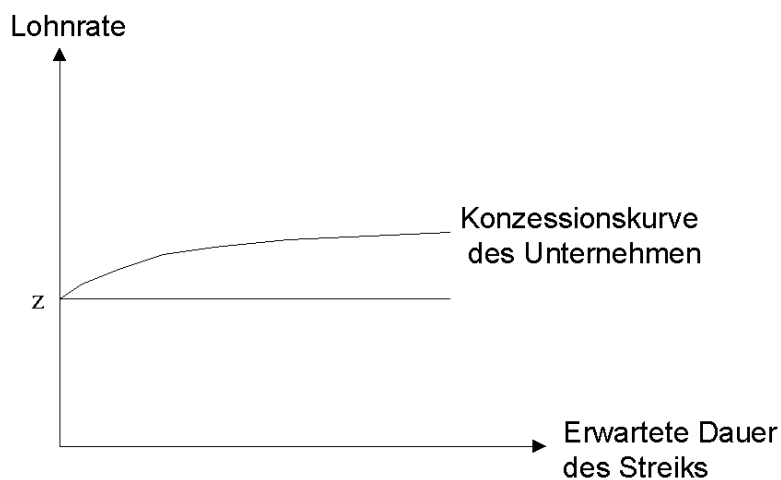 Lohnrate
Konzessionskurve
des Unternehmen
z
Erwartete Dauer
des Streiks